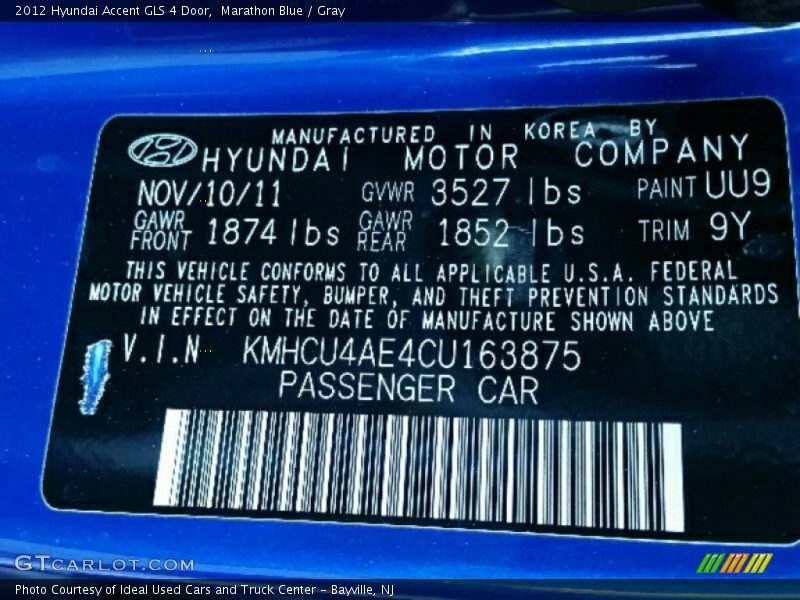 2012 Hyundai Accent GLS 4 Door, Marathon Blue / Gray
MANUFACTURED IN KOREA BY
HYUNDAI MOTOR COMPANY
NOV/10/11 GVWR 3527 lbs PAINT UU9
GAWR FRONT 1874 lbs GAWR REAR 1852 lbs TRIM 9Y
THIS VEHICLE CONFORMS TO ALL APPLICABLE U.S.A. FEDERAL
MOTOR VEHICLE SAFETY, BUMPER, AND THEFT PREVENTION STANDARDS
IN EFFECT ON THE DATE OF MANUFACTURE SHOWN ABOVE
V.I.N KMHCU4AE4CU163875
PASSENGER CAR
GTCARLOT.COM
Photo Courtesy of Ideal Used Cars and Truck Center - Bayville, NJ